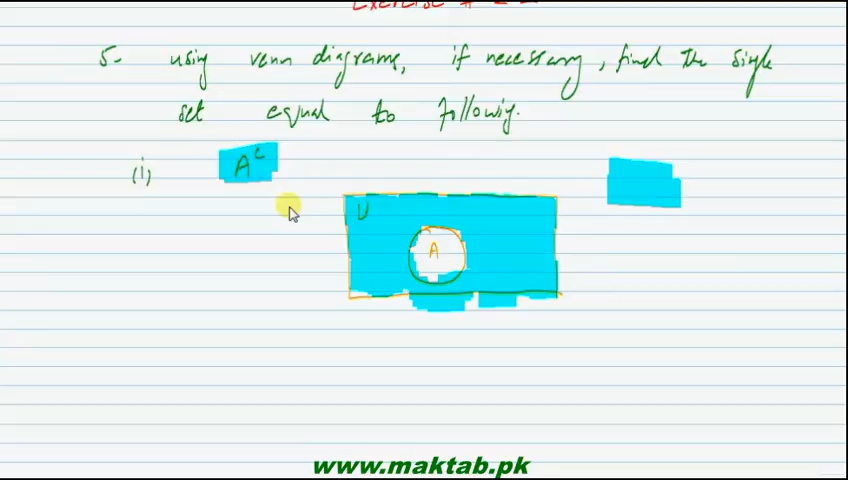 5- using venn diagrams, if necessary, find the single
set equal to following.
(i) A^c
U
A
www.maktab.pk